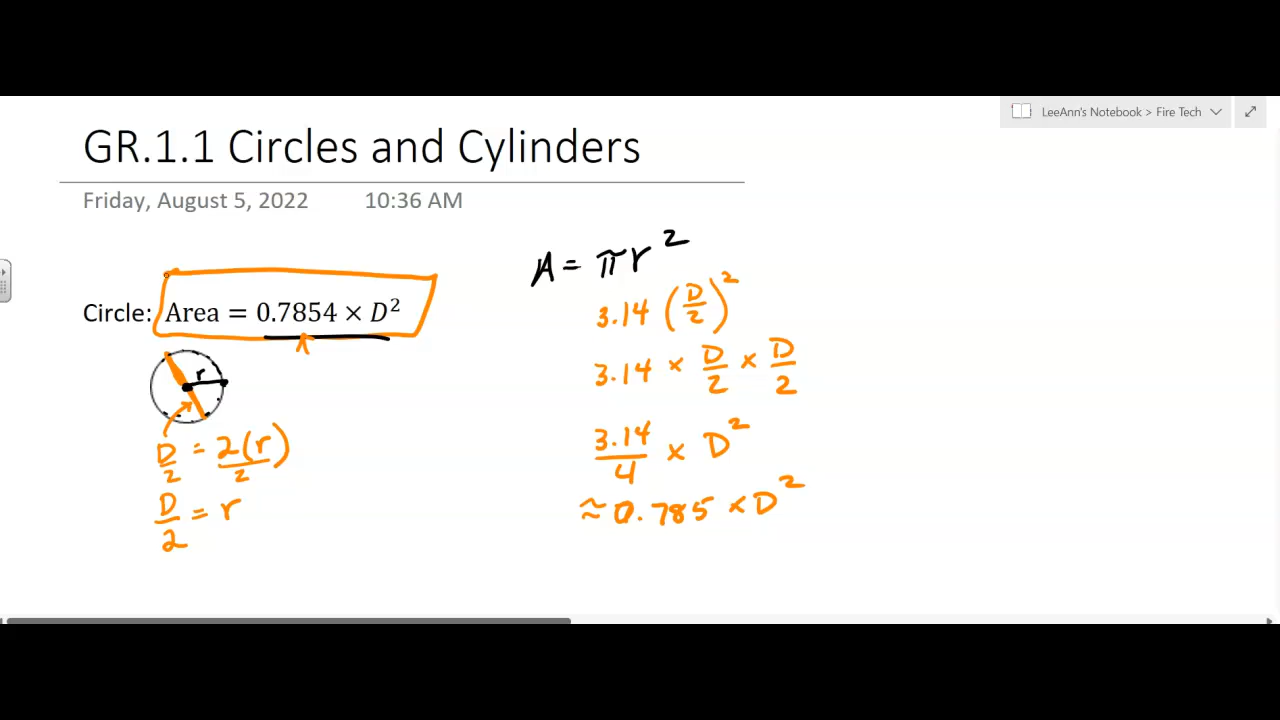 LeeAnn's Notebook > Fire Tech
GR.1.1 Circles and Cylinders
Friday, August 5, 2022 10:36 AM
Circle: Area = 0.7854 × D²
r
D/2 = 2(r)/2
D/2 = r
A = πr²
3.14 (D/2)²
3.14 × D/2 × D/2
3.14/4 × D²
≈ 0.785 × D²